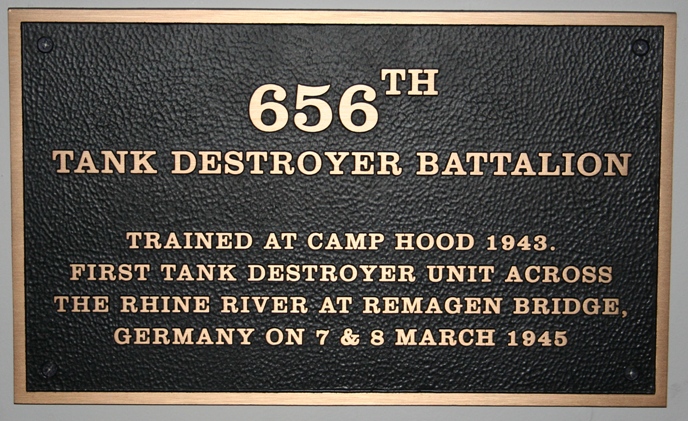 656TH
TANK DESTROYER BATTALION
TRAINED AT CAMP HOOD 1943.
FIRST TANK DESTROYER UNIT ACROSS
THE RHINE RIVER AT REMAGEN BRIDGE,
GERMANY ON 7 & 8 MARCH 1945